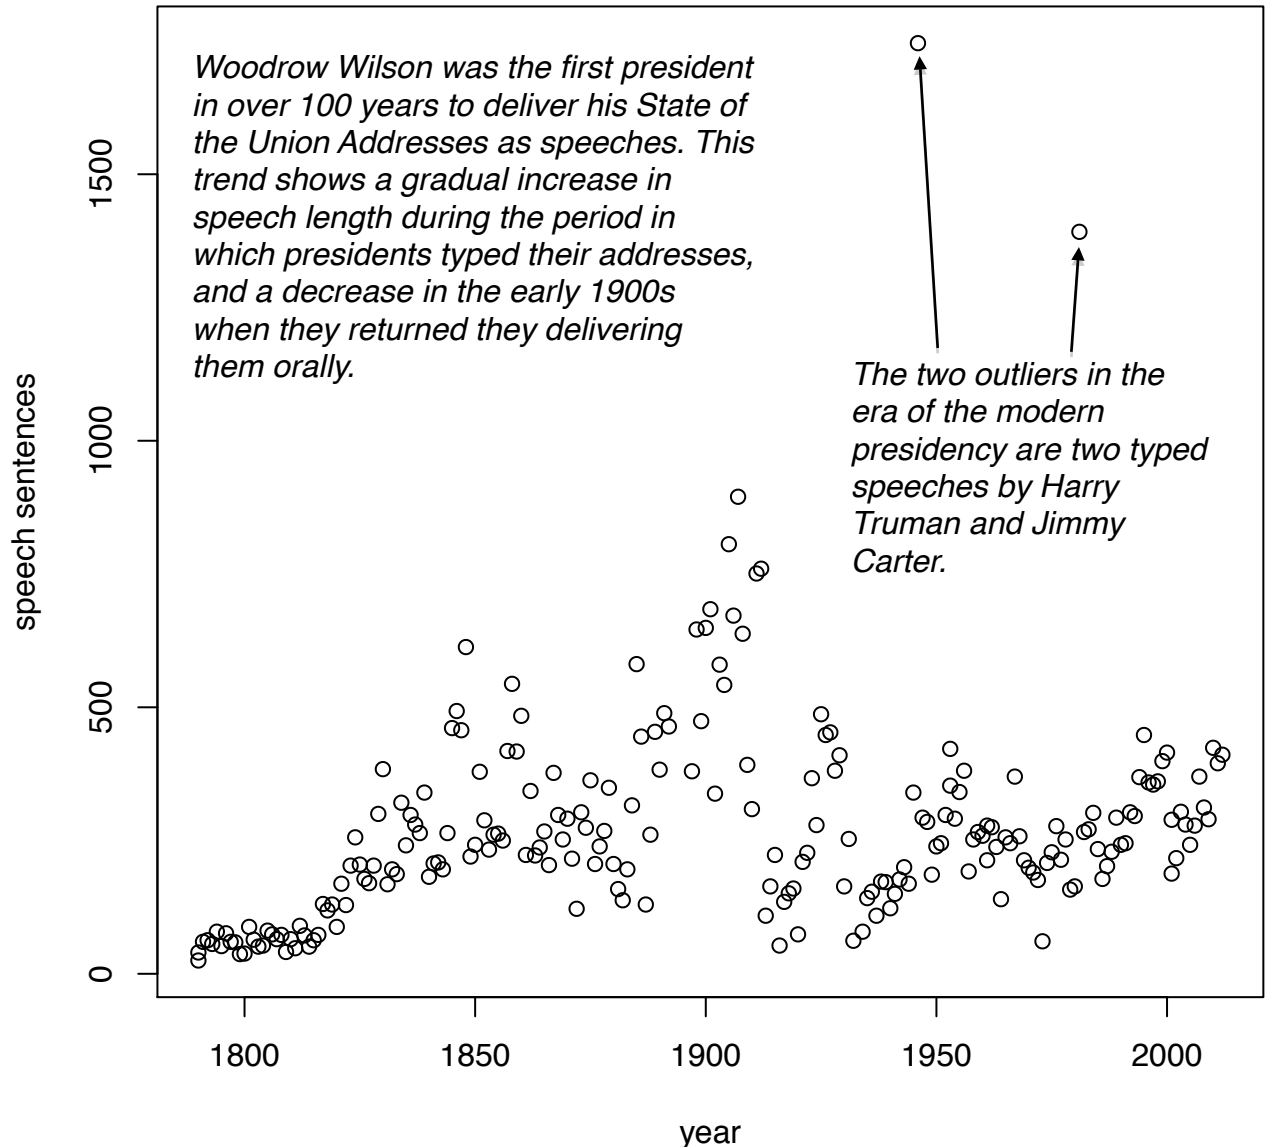 Woodrow Wilson was the first president
in over 100 years to deliver his State of
the Union Addresses as speeches. This
trend shows a gradual increase in
speech length during the period in
which presidents typed their addresses,
and a decrease in the early 1900s
when they returned they delivering
them orally.
The two outliers in the
era of the modern
presidency are two typed
speeches by Harry
Truman and Jimmy
Carter.
speech sentences
1500
1000
500
0
1800
1850
1900
1950
2000
year